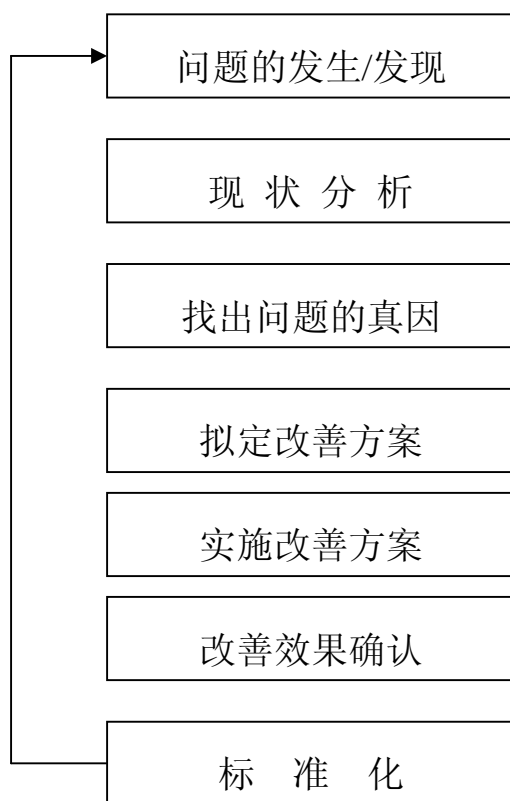 问题的发生/发现
现 状 分 析
找出问题的真因
拟定改善方案
实施改善方案
改善效果确认
标 准 化